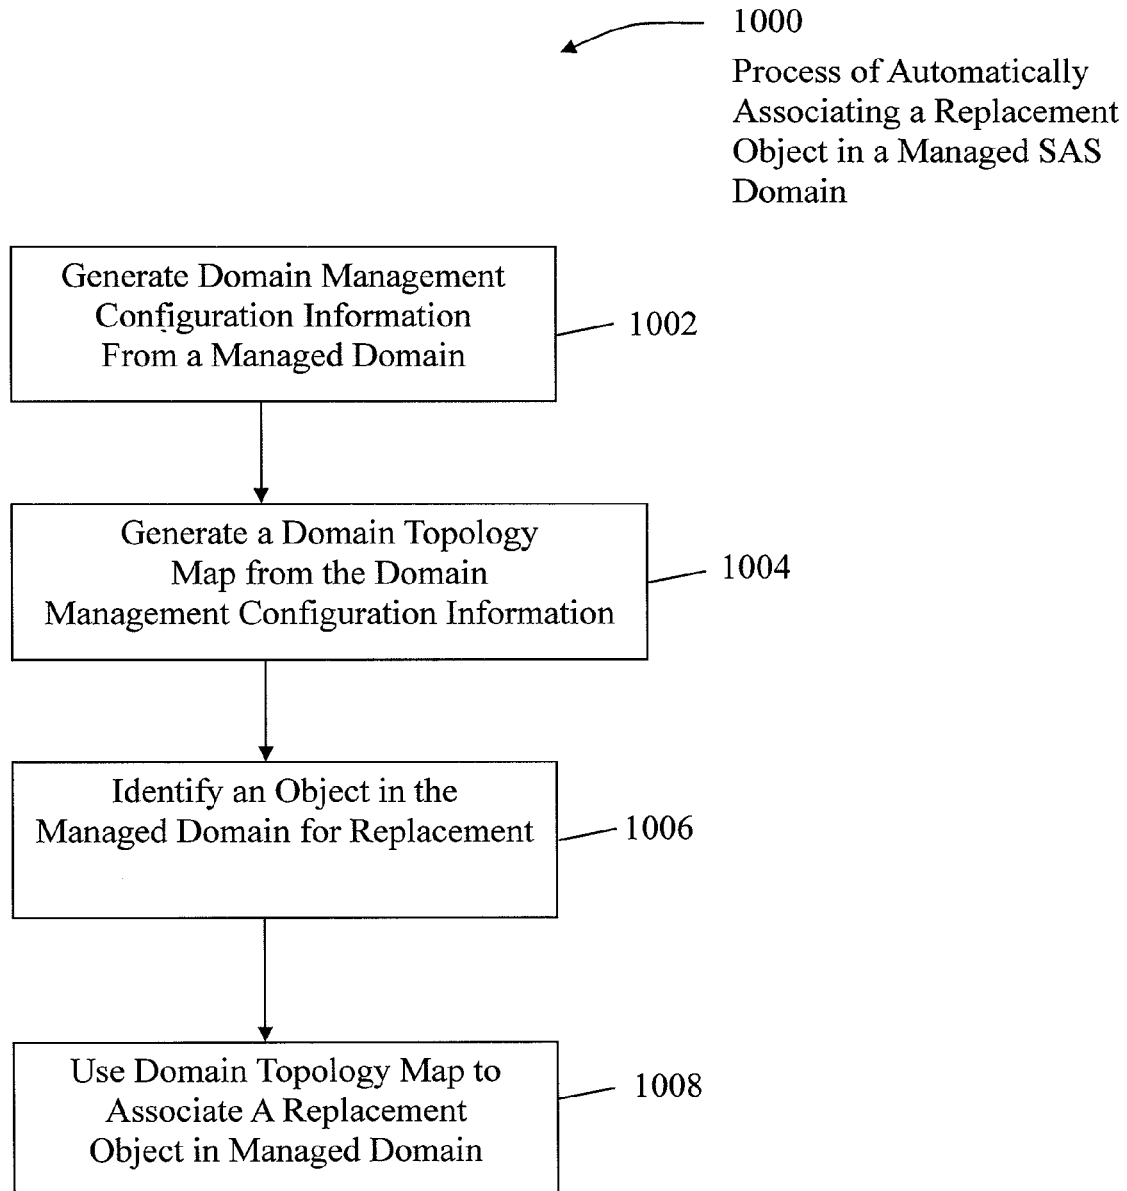 1000
Process of Automatically
Associating a Replacement
Object in a Managed SAS
Domain
Generate Domain Management
Configuration Information
From a Managed Domain
1002
Generate a Domain Topology
Map from the Domain
Management Configuration Information
1004
Identify an Object in the
Managed Domain for Replacement
1006
Use Domain Topology Map to
Associate A Replacement
Object in Managed Domain
1008